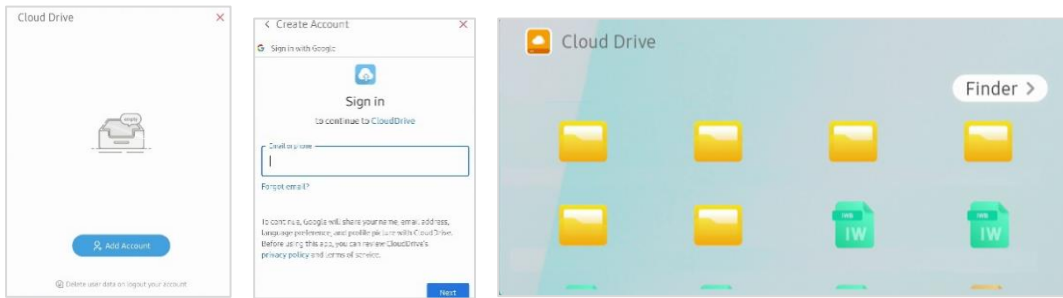 Cloud Drive
empty
Add Account
Delete user data on logout your account
< Create Account
Sign in with Google
Sign in
to continue to CloudDrive
Email or phone
Forgot email?
To continue, Google will share your name, email address,
language preference, and profile picture with CloudDrive.
Before using this app, you can review CloudDrive's
privacy policy and terms of service.
Next
Cloud Drive
Finder >
IWB IWB
IW IW